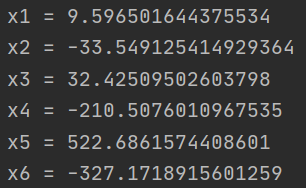 x1 = 9.596501644375534
x2 = -33.549125414929364
x3 = 32.42509502603798
x4 = -210.5076010967535
x5 = 522.6861574408601
x6 = -327.1718915601259